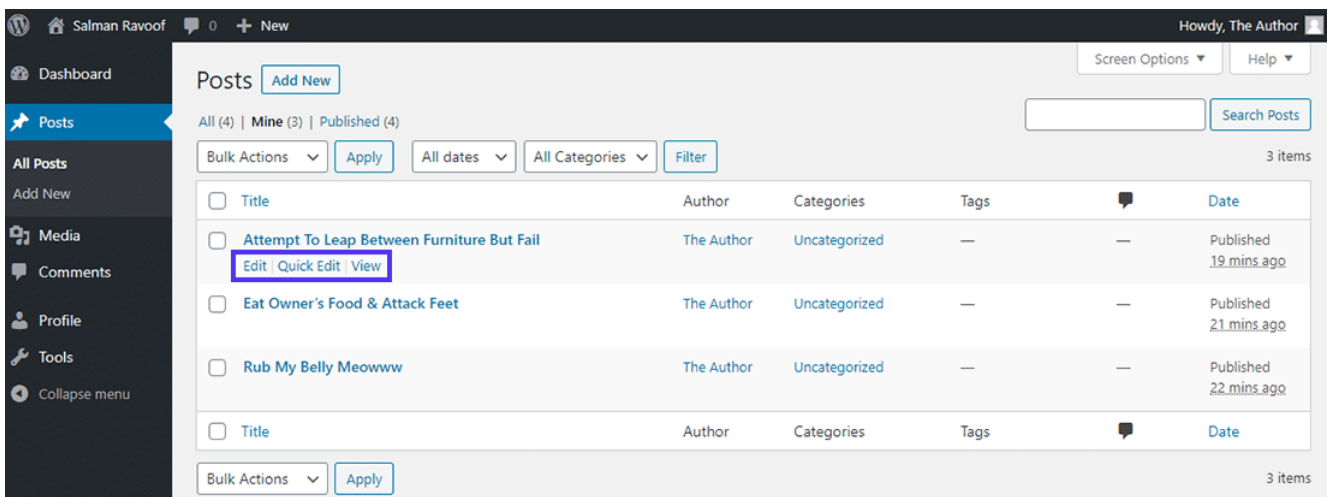 Salman Ravoof 0 + New Howdy, The Author
Dashboard
Posts
All Posts
Add New
Media
Comments
Profile
Tools
Collapse menu
Screen Options ▼ Help ▼
Posts Add New
All (4) | Mine (3) | Published (4)
Search Posts
Bulk Actions Apply All dates All Categories Filter 3 items
Title Author Categories Tags Date
Attempt To Leap Between Furniture But Fail The Author Uncategorized — — Published
Edit | Quick Edit | View 19 mins ago
Eat Owner's Food & Attack Feet The Author Uncategorized — — Published
21 mins ago
Rub My Belly Meowww The Author Uncategorized — — Published
22 mins ago
Title Author Categories Tags Date
Bulk Actions Apply 3 items